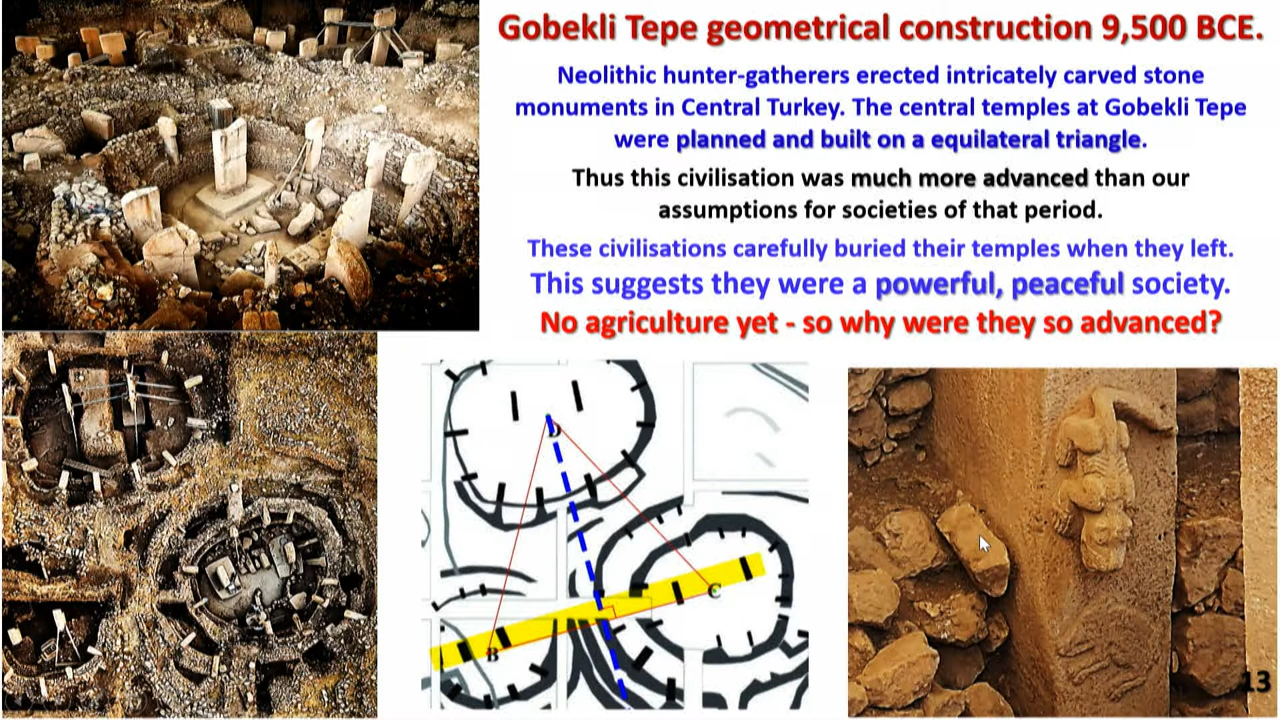 Gobekli Tepe geometrical construction 9,500 BCE.
Neolithic hunter-gatherers erected intricately carved stone
monuments in Central Turkey. The central temples at Gobekli Tepe
were planned and built on a equilateral triangle.
Thus this civilisation was much more advanced than our
assumptions for societies of that period.
These civilisations carefully buried their temples when they left.
This suggests they were a powerful, peaceful society.
No agriculture yet - so why were they so advanced?
D
C
B
13